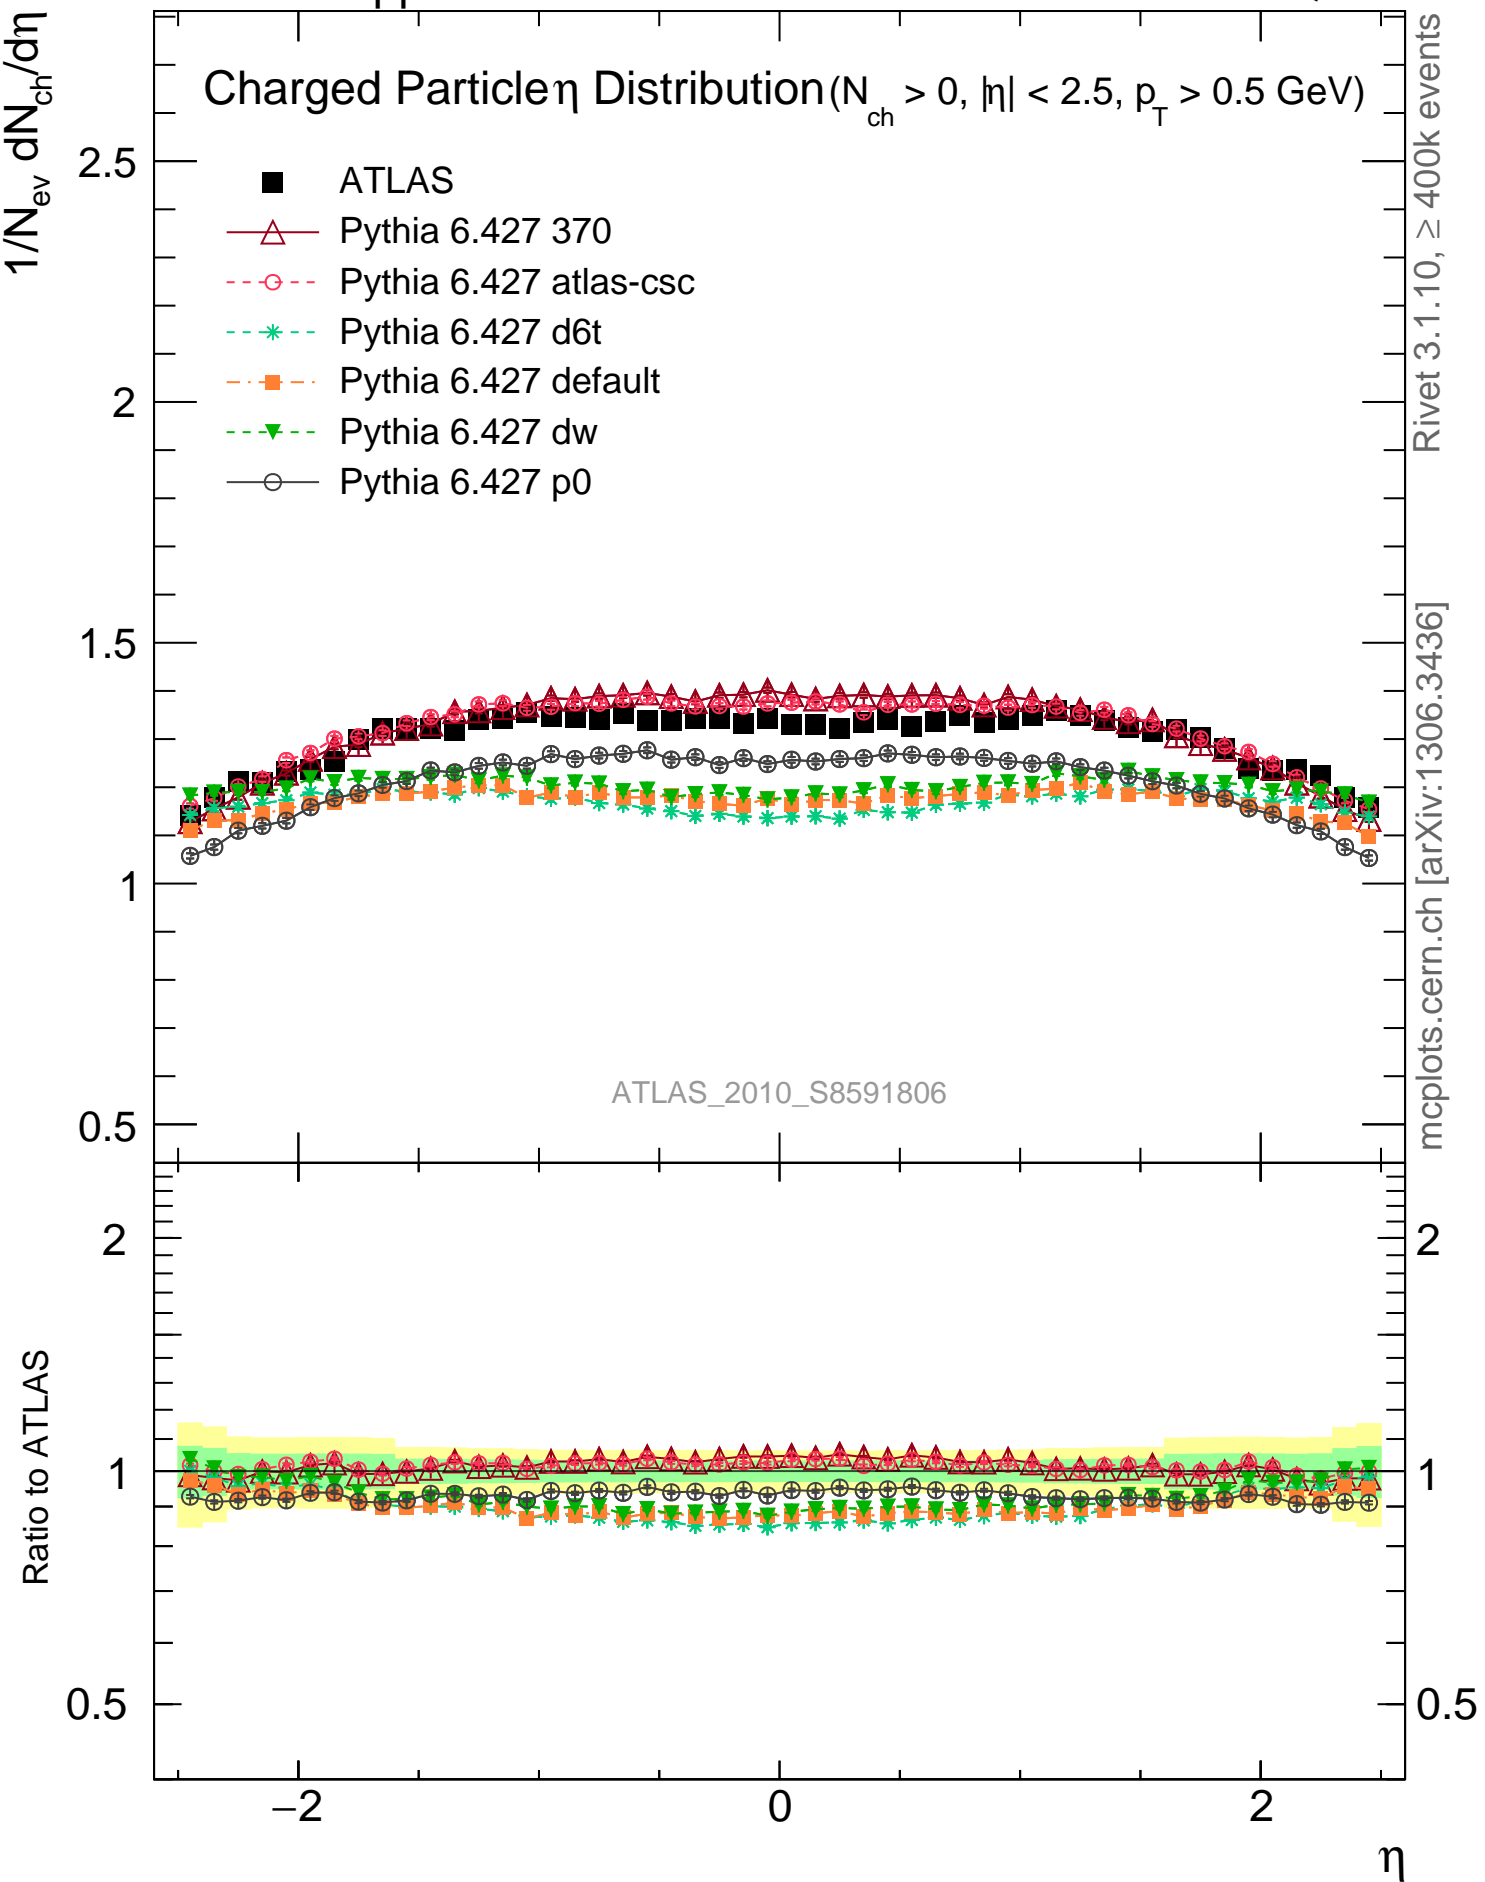 Charged Particle η Distribution (N_ch > 0, |η| < 2.5, p_T > 0.5 GeV)
1/N_ev dN_ch/dη
ATLAS
Pythia 6.427 370
Pythia 6.427 atlas-csc
Pythia 6.427 d6t
Pythia 6.427 default
Pythia 6.427 dw
Pythia 6.427 p0
2.5
2
1.5
1
0.5
ATLAS_2010_S8591806
Rivet 3.1.10, ≥ 400k events
mcplots.cern.ch [arXiv:1306.3436]
Ratio to ATLAS
2
1
0.5
2
1
0.5
−2
0
2
η